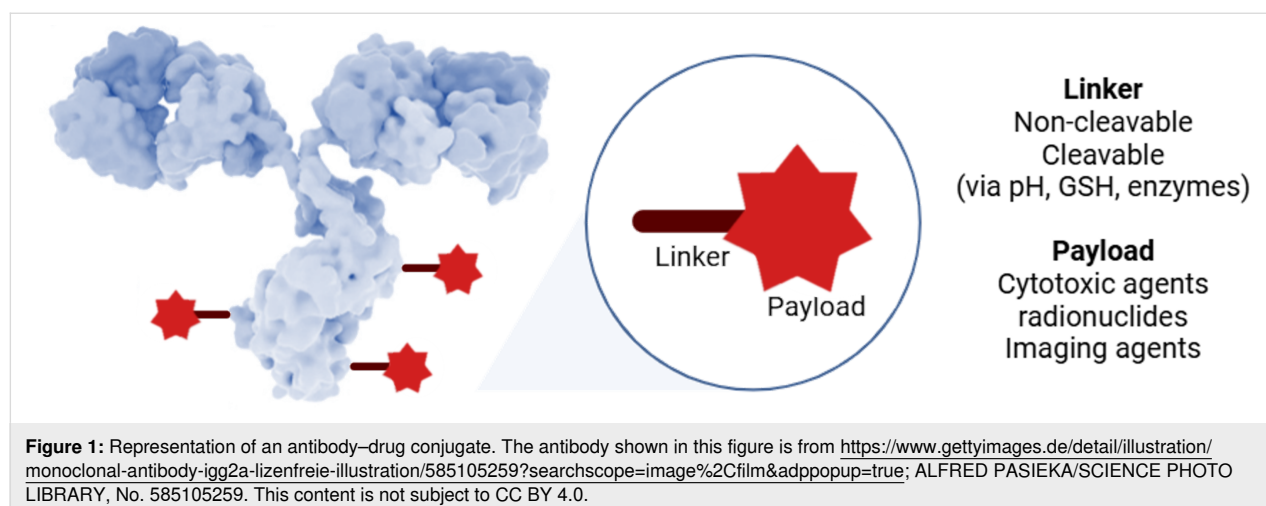 Linker
Non-cleavable
Cleavable
(via pH, GSH, enzymes)
Linker
Payload
Payload
Cytotoxic agents
radionuclides
Imaging agents
Figure 1: Representation of an antibody–drug conjugate. The antibody shown in this figure is from https://www.gettyimages.de/detail/illustration/
monoclonal-antibody-igg2a-lizenfreie-illustration/585105259?searchscope=image%2Cfilm&adppopup=true; ALFRED PASIEKA/SCIENCE PHOTO
LIBRARY, No. 585105259. This content is not subject to CC BY 4.0.